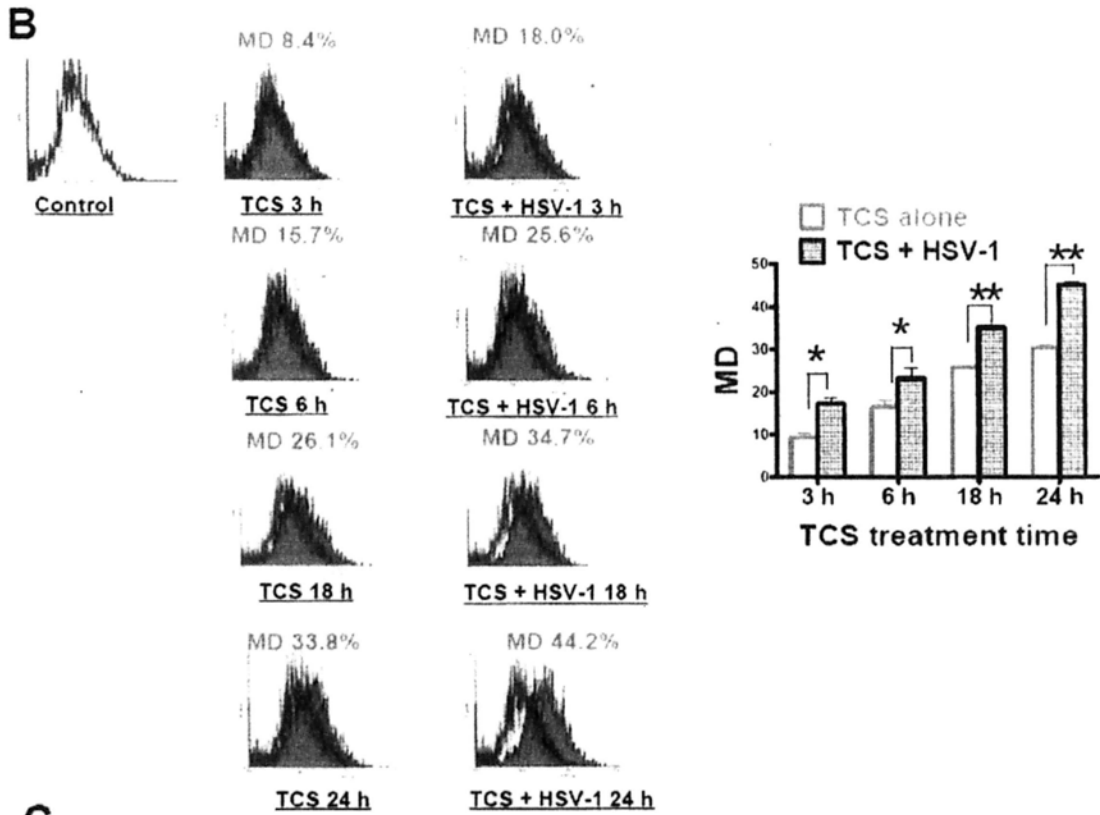 B
MD 8.4%
MD 18.0%
Control
TCS 3 h
TCS + HSV-1 3 h
MD 15.7%
MD 25.6%
TCS 6 h
TCS + HSV-1 6 h
MD 26.1%
MD 34.7%
TCS 18 h
TCS + HSV-1 18 h
MD 33.8%
MD 44.2%
TCS 24 h
TCS + HSV-1 24 h
TCS alone
TCS + HSV-1
50
40
30
20
10
0
MD
*
*
**
**
3 h
6 h
18 h
24 h
TCS treatment time